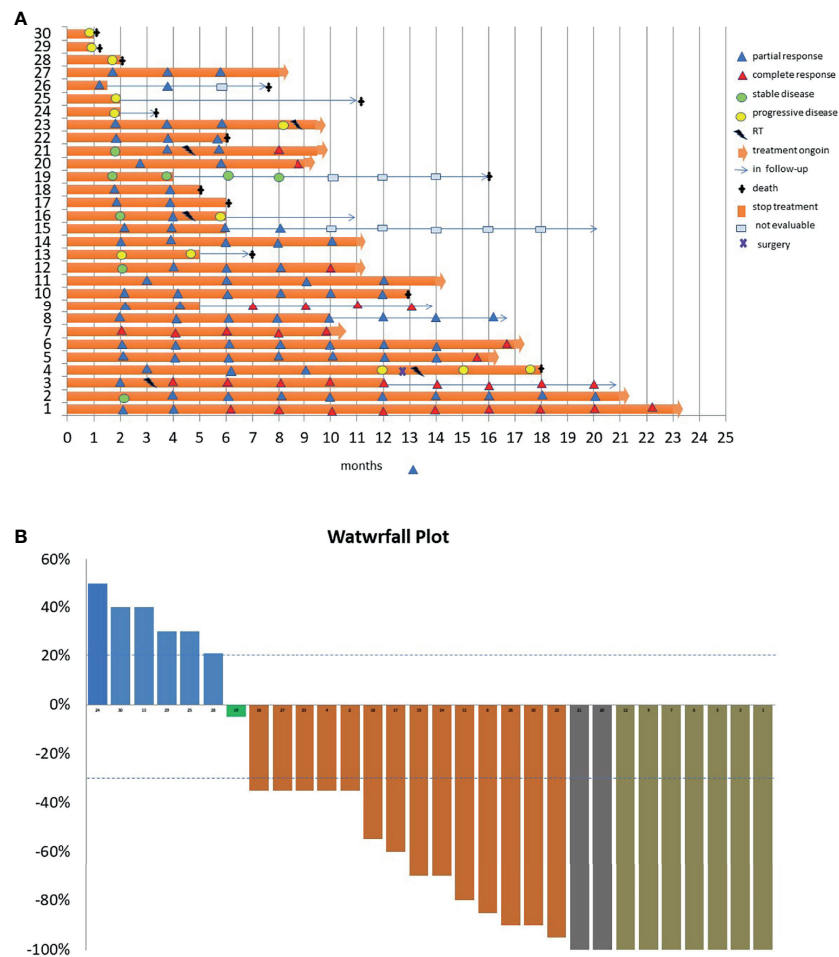 A
30
29
28
27
26
25
24
23
22
21
20
19
18
17
16
15
14
13
12
11
10
9
8
7
6
5
4
3
2
1
0 1 2 3 4 5 6 7 8 9 10 11 12 13 14 15 16 17 18 19 20 21 22 23 24 25
months
partial response
complete response
stable disease
progressive disease
RT
treatment ongoin
in follow-up
death
stop treatment
not evaluable
surgery
B
Watwrfall Plot
60%
40%
20%
0%
-20%
-40%
-60%
-80%
-100%
24 30 13 29 25 28